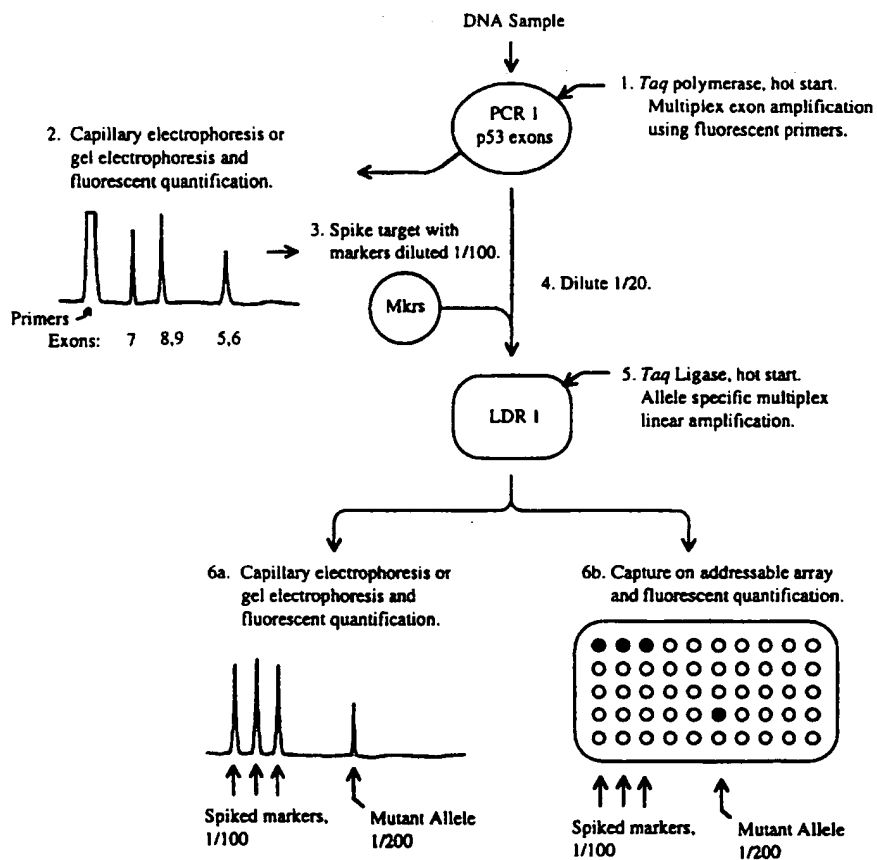 DNA Sample
1. Taq polymerase, hot start.
Multiplex exon amplification
using fluorescent primers.
PCR 1
p53 exons
2. Capillary electrophoresis or
gel electrophoresis and
fluorescent quantification.
3. Spike target with
markers diluted 1/100.
4. Dilute 1/20.
Mkrs
Primers
Exons: 7 8,9 5,6
5. Taq Ligase, hot start.
Allele specific multiplex
linear amplification.
LDR 1
6a. Capillary electrophoresis or
gel electrophoresis and
fluorescent quantification.
6b. Capture on addressable array
and fluorescent quantification.
Spiked markers,
1/100
Mutant Allele
1/200
Spiked markers,
1/100
Mutant Allele
1/200